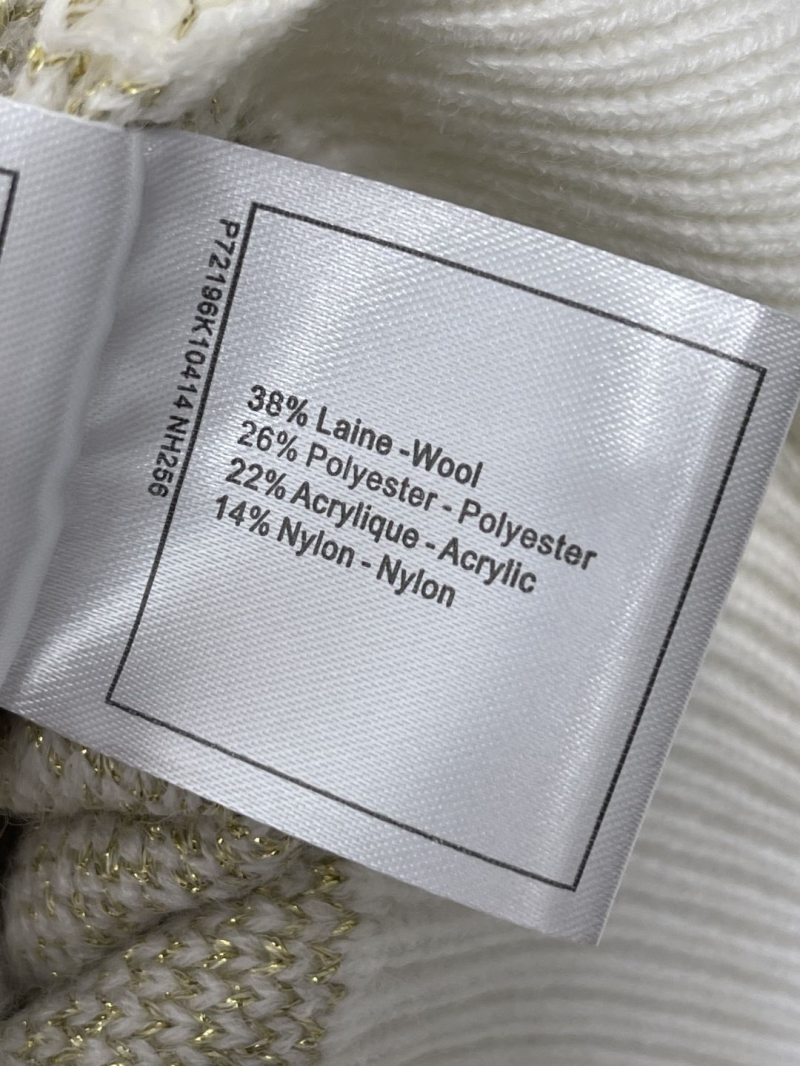 P72196K10414 NH256
38% Laine -Wool
26% Polyester - Polyester
22% Acrylique - Acrylic
14% Nylon - Nylon